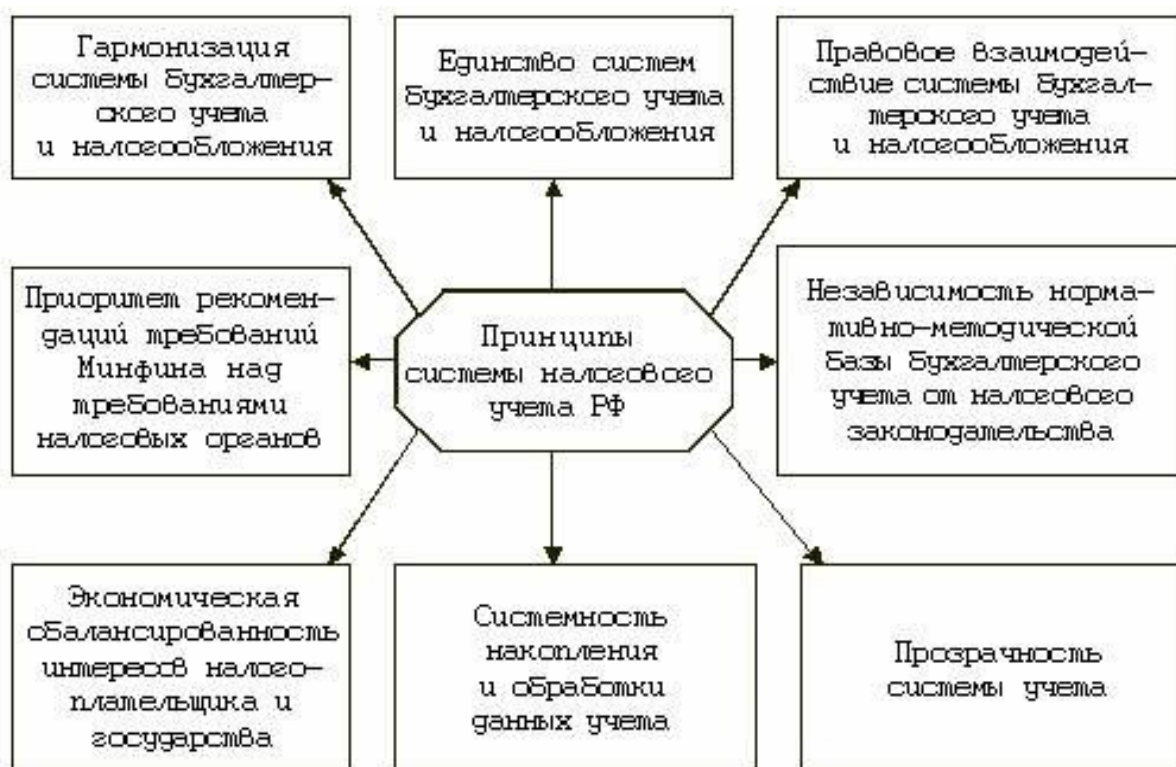 Гармонизация
системы бухгалтер-
ского учета
и налогообложения
Единство систем
бухгалтерского учета
и налогообложения
Правовое взаимодей-
ствие системы бухгал-
терского учета
и налогообложения
Приоритет рекомен-
даций требований
Минфина над
требованиями
налоговых органов
Принципы
системы налогового
учета РФ
Независимость норма-
тивно-методической
базы бухгалтерского
учета от налогового
законодательства
Экономическая
сбалансированность
интересов налого-
плательщика и
государства
Системность
накопления
и обработки
данных учета
Прозрачность
системы учета